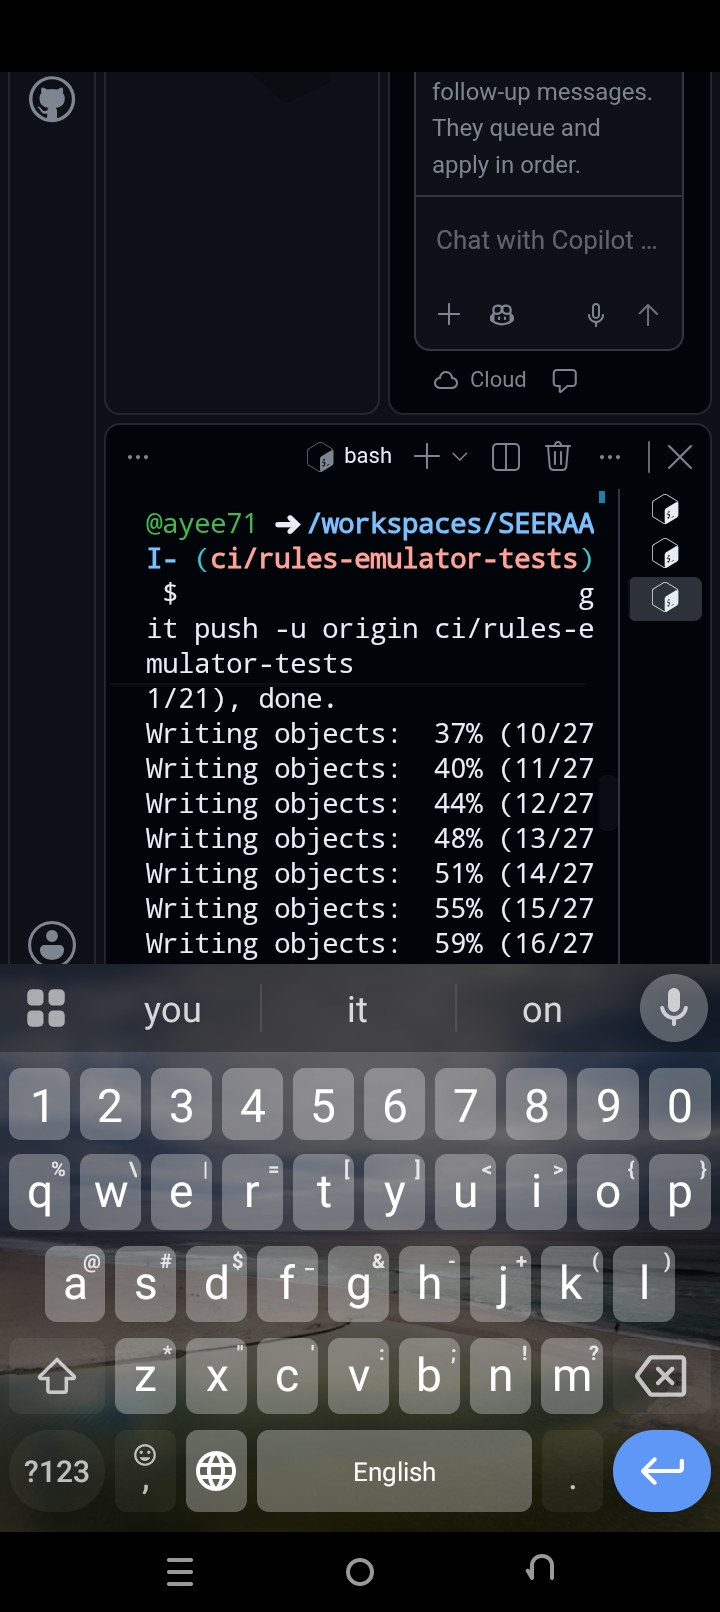 follow-up messages.
They queue and
apply in order.
Chat with Copilot ...
Cloud
bash
@ayee71 ➜ /workspaces/SEERAA
I- (ci/rules-emulator-tests)
$ g
it push -u origin ci/rules-e
mulator-tests
1/21), done.
Writing objects: 37% (10/27
Writing objects: 40% (11/27
Writing objects: 44% (12/27
Writing objects: 48% (13/27
Writing objects: 51% (14/27
Writing objects: 55% (15/27
Writing objects: 59% (16/27
you it on
1 2 3 4 5 6 7 8 9 0
% \ | = [ ] < > { }
q w e r t y u i o p
@ # $ _ & - + ( )
a s d f g h j k l
* " ' : ; ! ?
z x c v b n m
?123 , English .